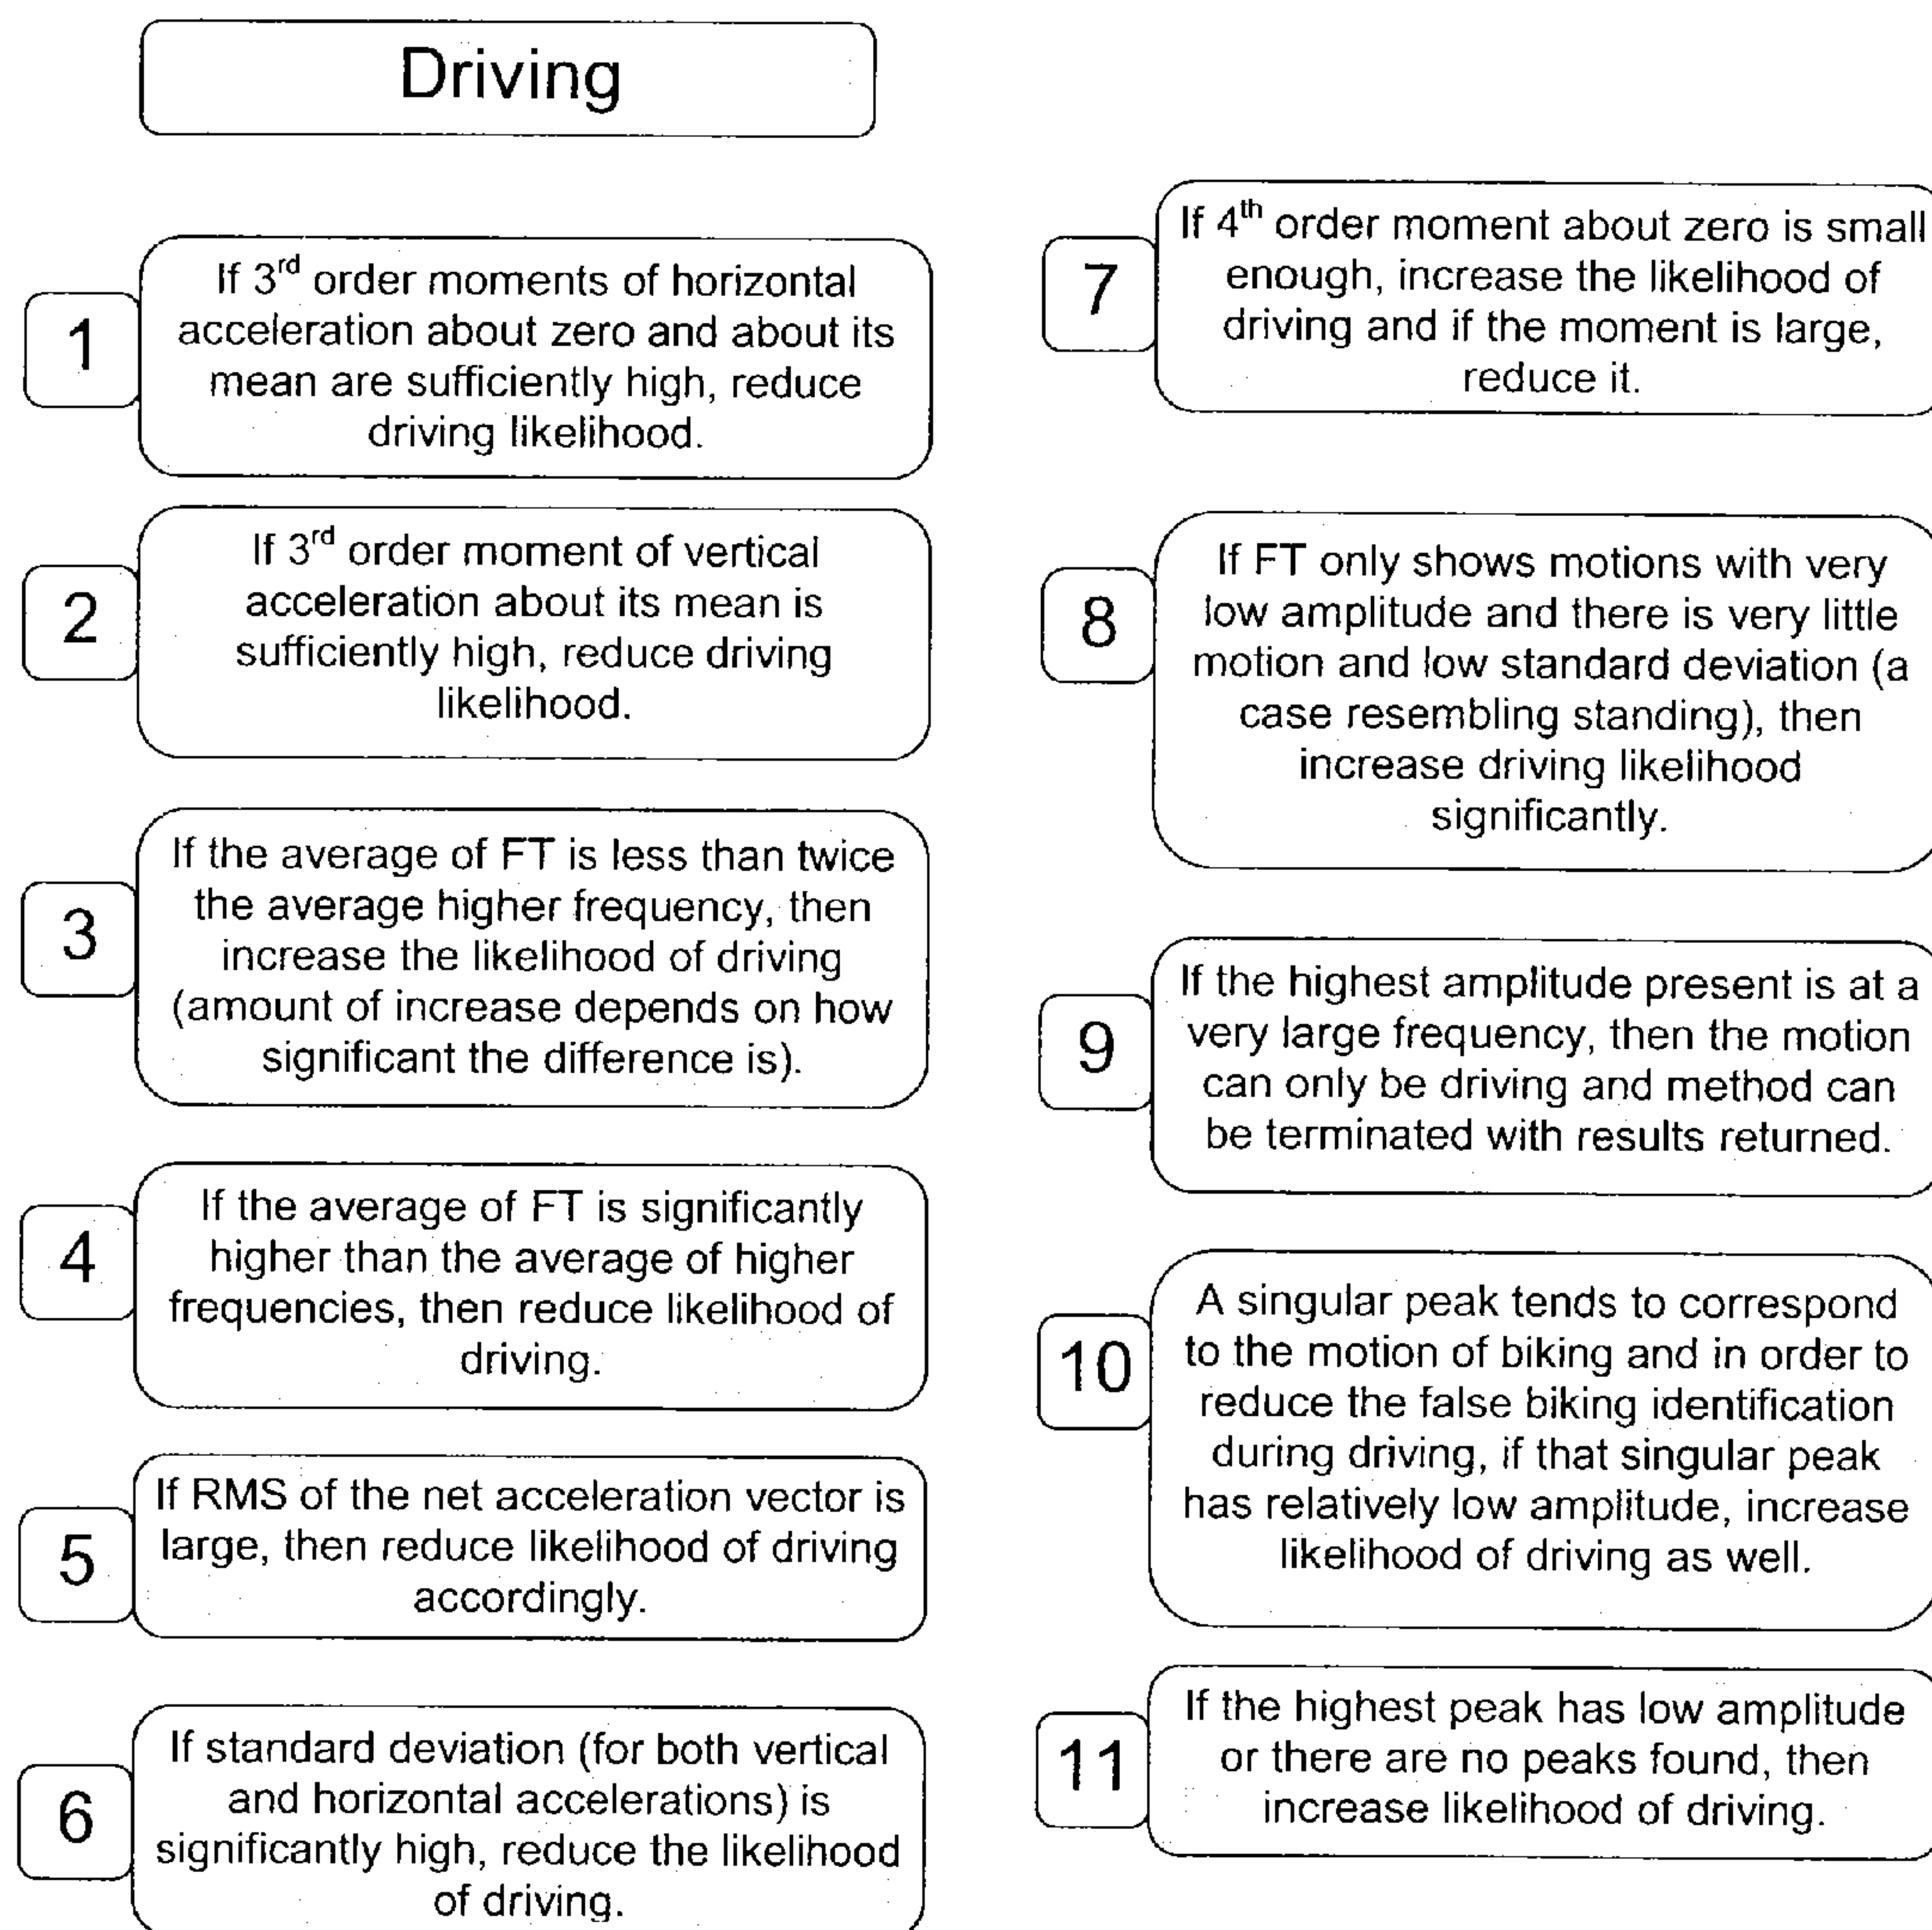 Driving
1
If 3rd order moments of horizontal
acceleration about zero and about its
mean are sufficiently high, reduce
driving likelihood.
2
If 3rd order moment of vertical
acceleration about its mean is
sufficiently high, reduce driving
likelihood.
3
If the average of FT is less than twice
the average higher frequency, then
increase the likelihood of driving
(amount of increase depends on how
significant the difference is).
4
If the average of FT is significantly
higher than the average of higher
frequencies, then reduce likelihood of
driving.
5
If RMS of the net acceleration vector is
large, then reduce likelihood of driving
accordingly.
6
If standard deviation (for both vertical
and horizontal accelerations) is
significantly high, reduce the likelihood
of driving.
7
If 4th order moment about zero is small
enough, increase the likelihood of
driving and if the moment is large,
reduce it.
8
If FT only shows motions with very
low amplitude and there is very little
motion and low standard deviation (a
case resembling standing), then
increase driving likelihood
significantly.
9
If the highest amplitude present is at a
very large frequency, then the motion
can only be driving and method can
be terminated with results returned.
10
A singular peak tends to correspond
to the motion of biking and in order to
reduce the false biking identification
during driving, if that singular peak
has relatively low amplitude, increase
likelihood of driving as well.
11
If the highest peak has low amplitude
or there are no peaks found, then
increase likelihood of driving.